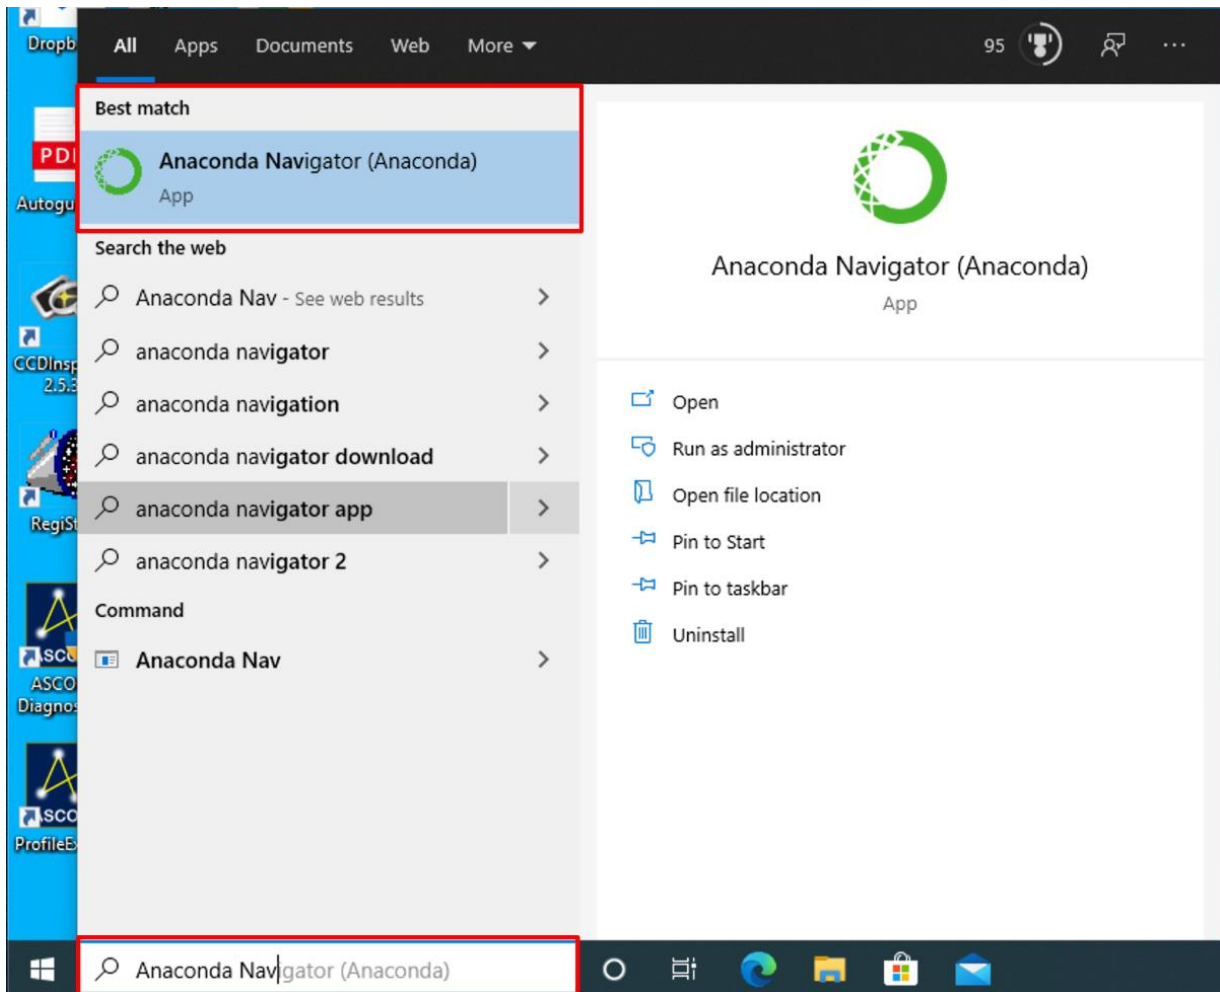 Dropb
All Apps Documents Web More
95
Best match
Anaconda Navigator (Anaconda)
App
Search the web
Anaconda Nav - See web results
anaconda navigator
anaconda navigation
anaconda navigator download
anaconda navigator app
anaconda navigator 2
Command
Anaconda Nav
Anaconda Navigator (Anaconda)
App
Open
Run as administrator
Open file location
Pin to Start
Pin to taskbar
Uninstall
PD
Autogu
CCDInsp
2.5.3
RegiSt
ASCO
ASCO
Diagnos
ASCO
ProfileEx
Anaconda Navigator (Anaconda)